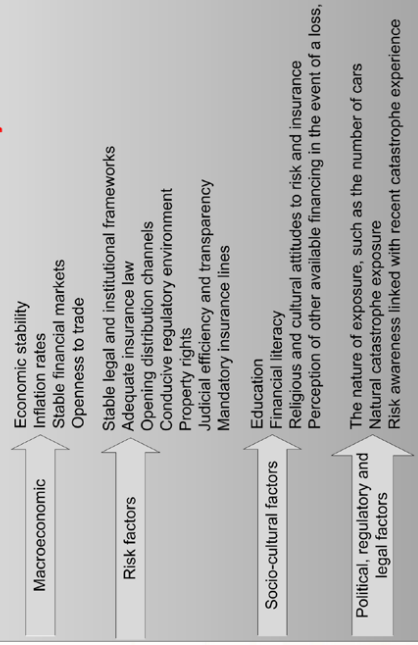 Macroeconomic
Economic stability
Inflation rates
Stable financial markets
Openness to trade
Risk factors
Stable legal and institutional frameworks
Adequate insurance law
Opening distribution channels
Conducive regulatory environment
Property rights
Judicial efficiency and transparency
Mandatory insurance lines
Socio-cultural factors
Education
Financial literacy
Religious and cultural attitudes to risk and insurance
Perception of other available financing in the event of a loss,
Political, regulatory and
legal factors
The nature of exposure, such as the number of cars
Natural catastrophe exposure
Risk awareness linked with recent catastrophe experience